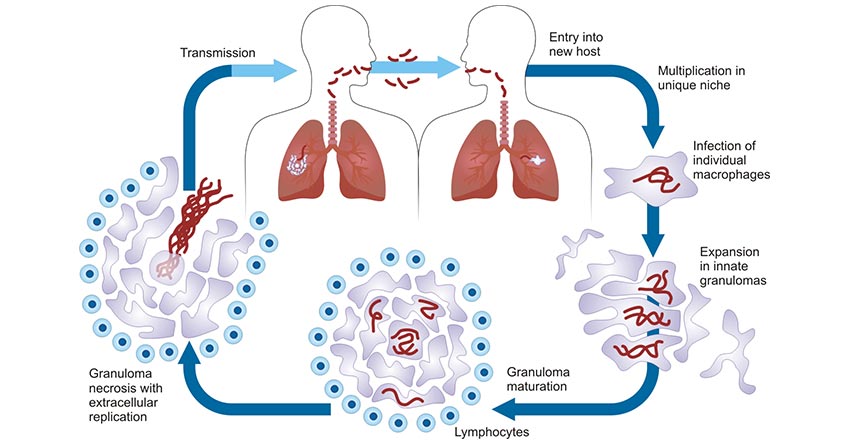 Transmission
Entry into
new host
Multiplication in
unique niche
Infection of
individual
macrophages
Expansion
in innate
granulomas
Granuloma
maturation
Lymphocytes
Granuloma
necrosis with
extracellular
replication